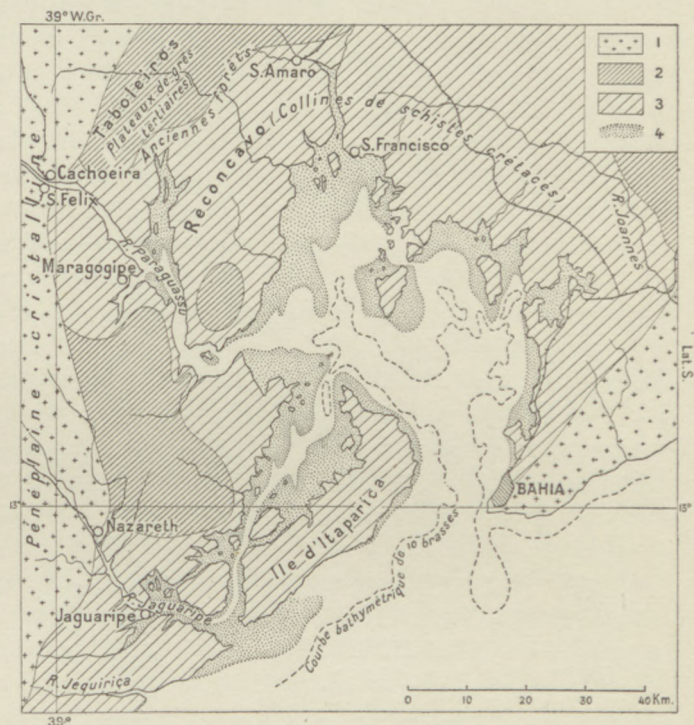 39° W.Gr.
1
2
3
4
Taboleiros
Plateaux de grés
tertiaires
Anciennes forêts
S. Amaro
Reconcavo (Collines de schistes crétacés)
S. Francisco
Cachoeira
S. Felix
R. Joannes
Maragogipe
R. Paraguassu
Pénéplaine cristalline
Lat. S.
BAHIA
13°
13°
Nazareth
Ile d'Itaparica
Courbe bathymétrique de 10 brasses
Jaguaripe
R. Jaguaripe
R. Jequiriça
0 10 20 30 40 Km.
39°